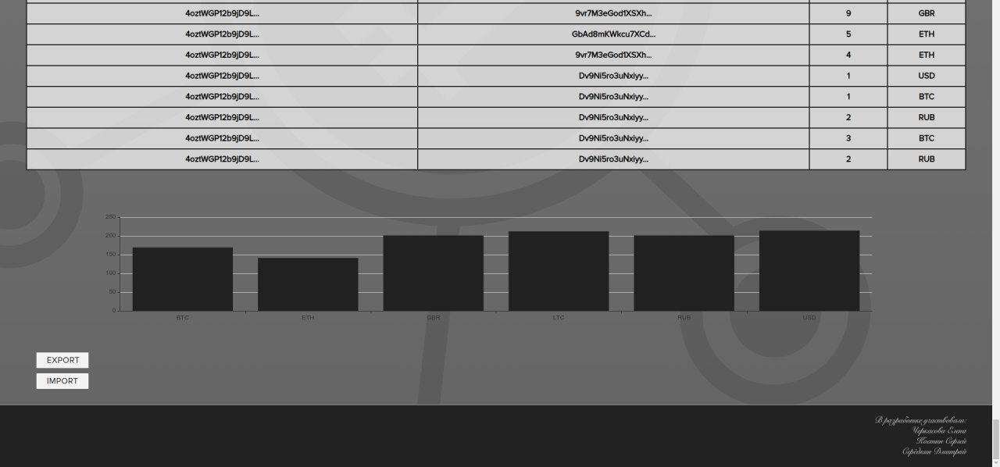 4oztWGP12b9jD9L... 9vr7M3eGod1XSXh... 9 GBR
4oztWGP12b9jD9L... GbAd8mKWkcu7XCd... 5 ETH
4oztWGP12b9jD9L... 9vr7M3eGod1XSXh... 4 ETH
4oztWGP12b9jD9L... Dv9Ni5ro3uNxiyy... 1 USD
4oztWGP12b9jD9L... Dv9Ni5ro3uNxiyy... 1 BTC
4oztWGP12b9jD9L... Dv9Ni5ro3uNxiyy... 2 RUB
4oztWGP12b9jD9L... Dv9Ni5ro3uNxiyy... 3 BTC
4oztWGP12b9jD9L... Dv9Ni5ro3uNxiyy... 2 RUB
250
200
150
100
50
0
BTC ETH GBR LTC RUB USD
EXPORT
IMPORT
В разработке участвовали:
Черкасова Елена
Костин Сергей
Серёдкин Дмитрий